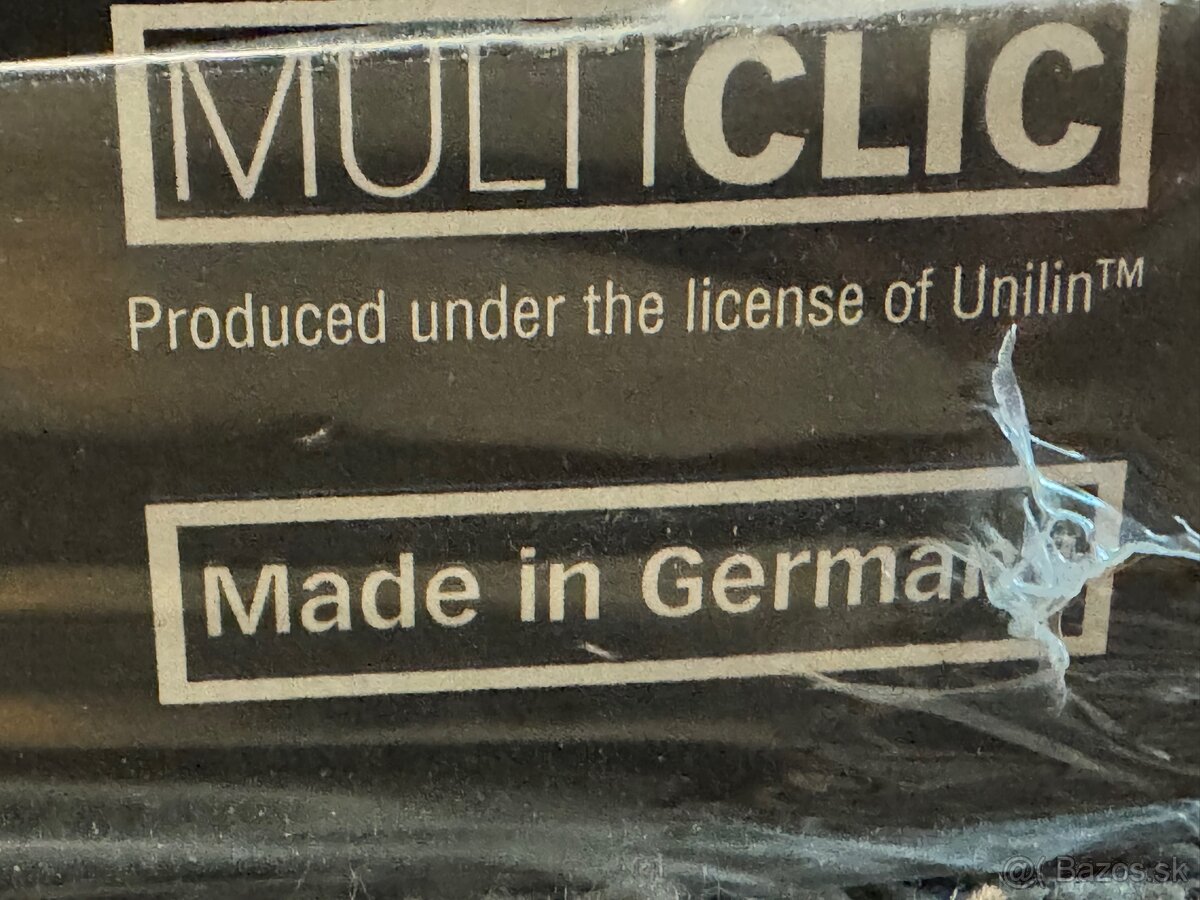 MULTICLIC
Produced under the license of Unilin™
Made in
Bazos.sk